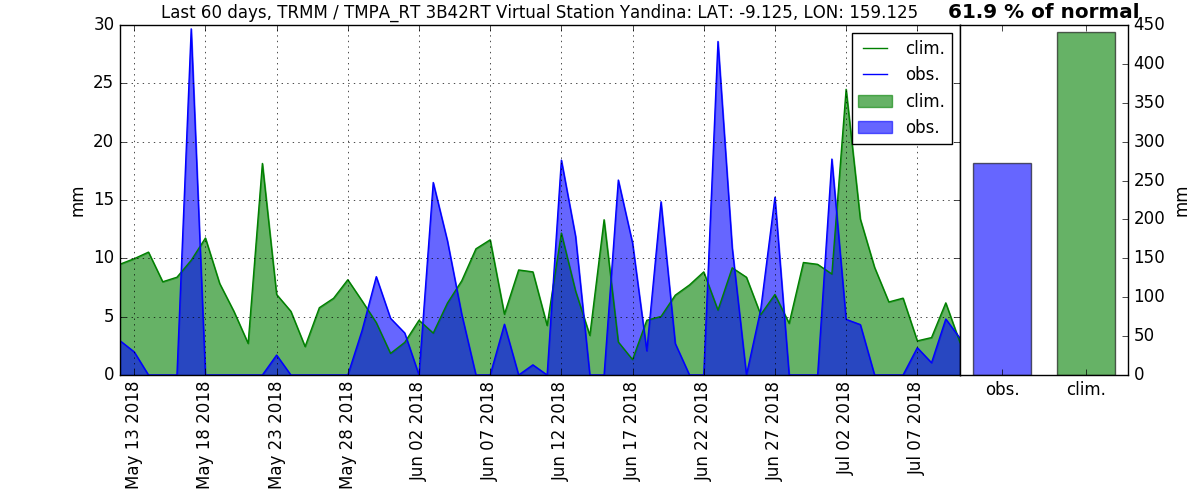 Last 60 days, TRMM / TMPA_RT 3B42RT Virtual Station Yandina: LAT: -9.125, LON: 159.125
61.9 % of normal
30
25
20
15
10
5
0
mm
clim.
obs.
clim.
obs.
450
400
350
300
250
200
150
100
50
0
mm
May 13 2018
May 18 2018
May 23 2018
May 28 2018
Jun 02 2018
Jun 07 2018
Jun 12 2018
Jun 17 2018
Jun 22 2018
Jun 27 2018
Jul 02 2018
Jul 07 2018
obs.
clim.